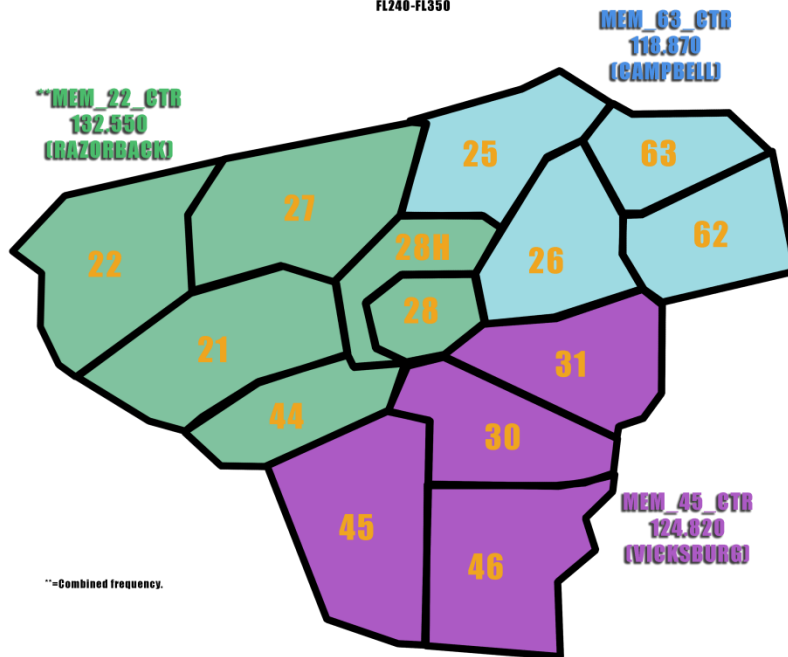 FL240-FL350
MEM_63_CTR
118.870
(CAMPBELL)
**MEM_22_CTR
132.550
(RAZORBACK)
25
63
27
62
28H
26
22
28
21
31
44
30
45
MEM_45_CTR
124.820
(VICKSBURG)
46
**=Combined frequency.